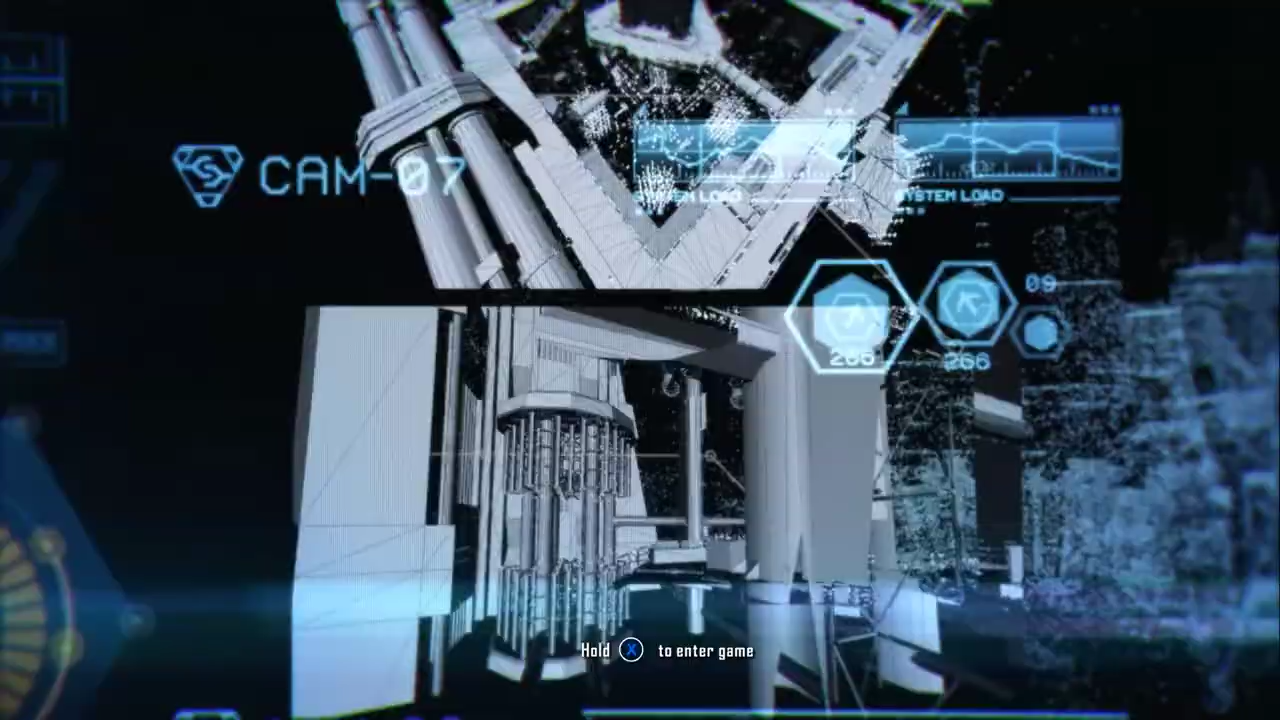 CAM-07
SYSTEM LOAD
SYSTEM LOAD
09
266
266
Hold X to enter game